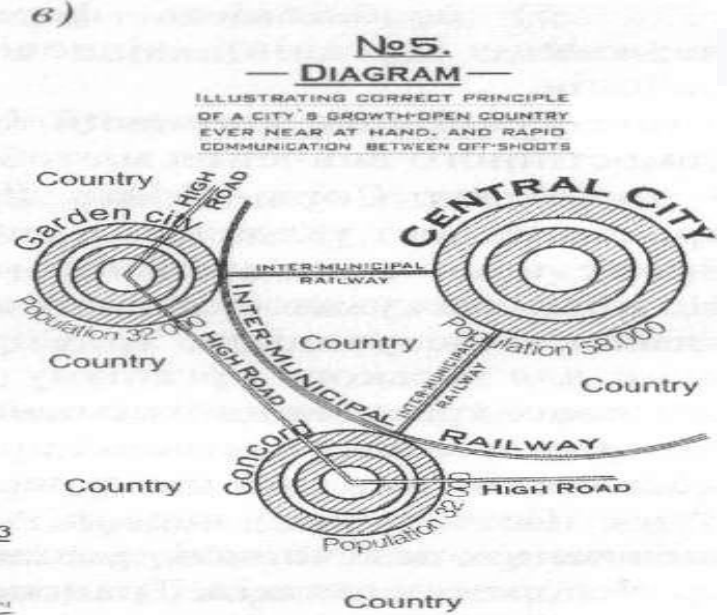 в)
№5.
— DIAGRAM —
ILLUSTRATING CORRECT PRINCIPLE
OF A CITY'S GROWTH-OPEN COUNTRY
EVER NEAR AT HAND, AND RAPID
COMMUNICATION BETWEEN OFF-SHOOTS
Country
HIGH ROAD
Garden city
Population 32.000
CENTRAL CITY
Population 58.000
INTER-MUNICIPAL
RAILWAY
Country
INTER-MUNICIPAL
RAILWAY
INTER MUNICIPAL RAILWAY
HIGH ROAD
Country
Country
Concord
Population 32.000
HIGH ROAD
Country
Country